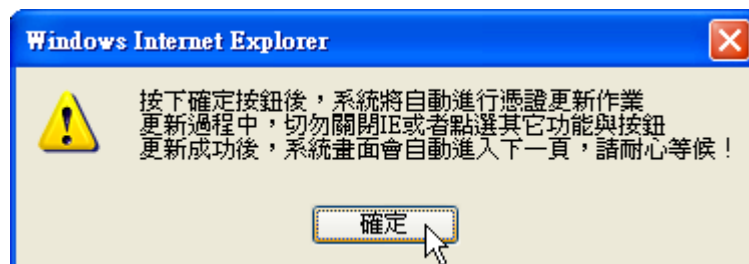 Windows Internet Explorer
按下確定按鈕後，系統將自動進行憑證更新作業
更新過程中，切勿關閉IE或者點選其它功能與按鈕
更新成功後，系統畫面會自動進入下一頁，請耐心等候！
確定